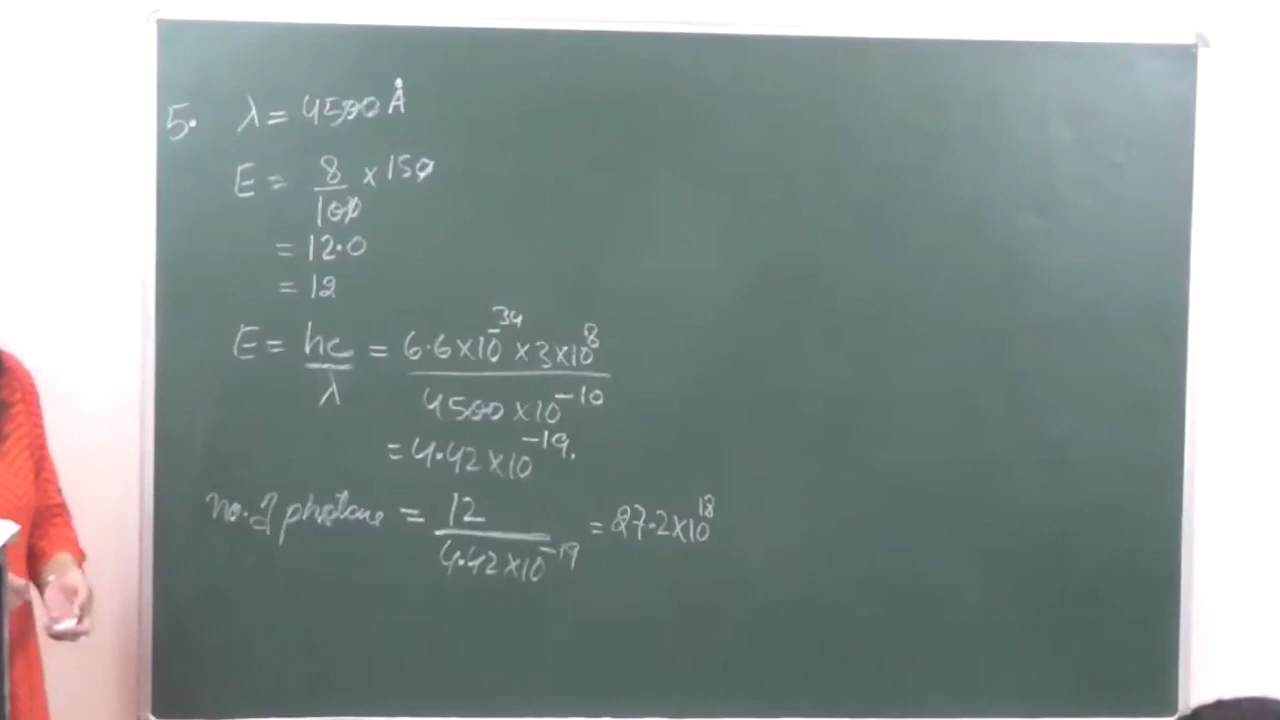 5. λ = 4500 Å
E = 8/100 × 150
= 12.0
= 12
E = hc/λ = 6.6×10⁻³⁴ × 3×10⁸
4500 × 10⁻¹⁰
= 4.42×10⁻¹⁹.
no. of photons = 12/4.42×10⁻¹⁹ = 27.2×10¹⁸